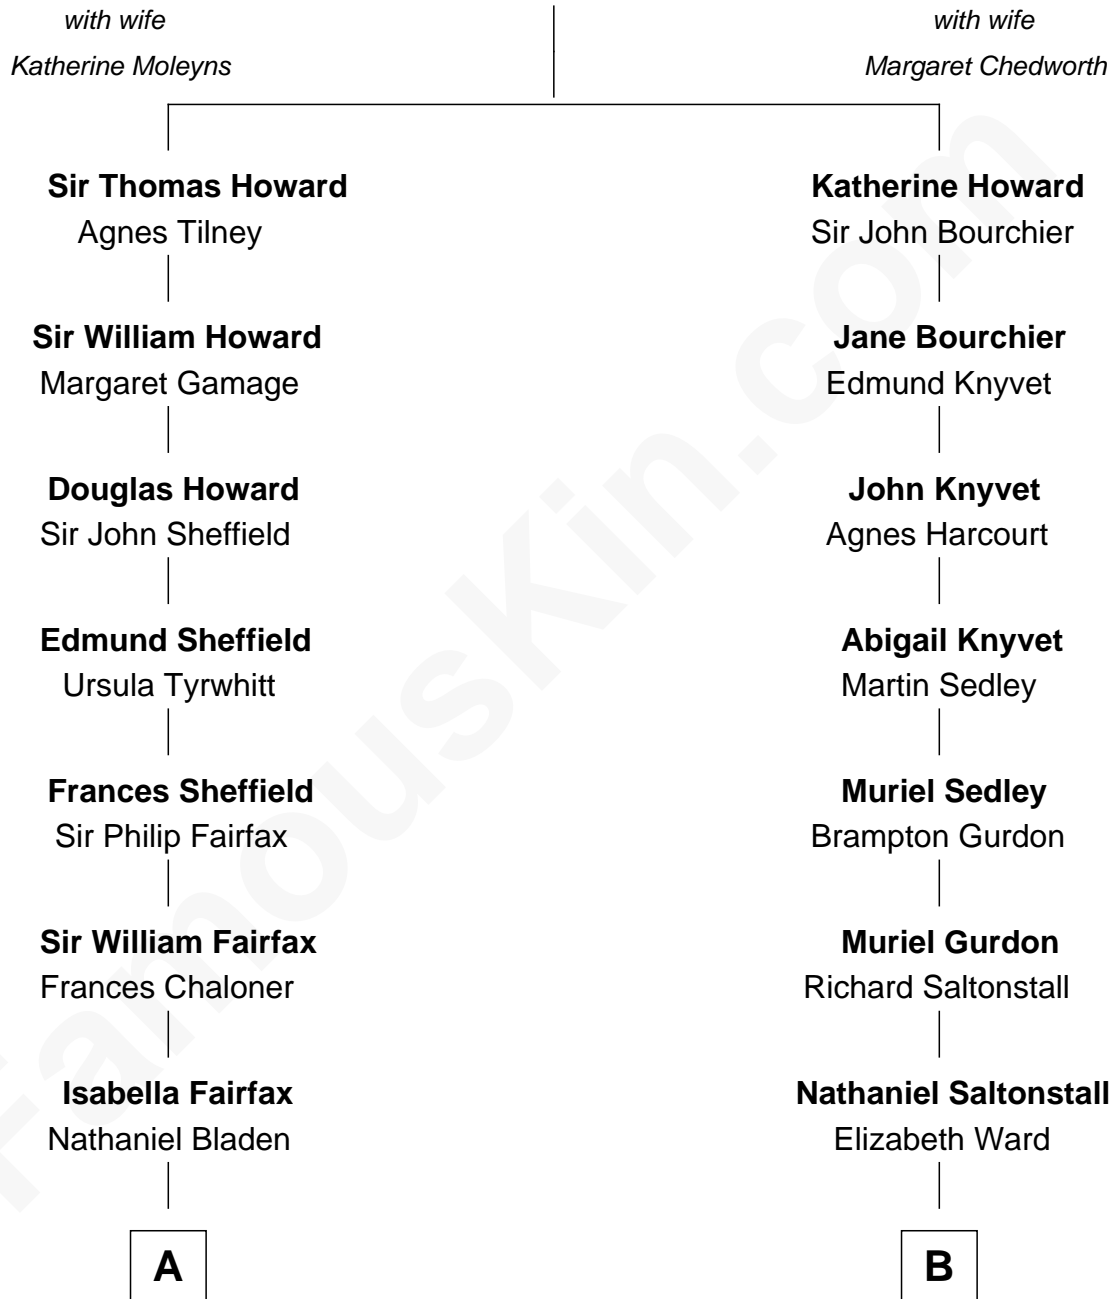 with wife
Katherine Moleyns
with wife
Margaret Chedworth
Sir Thomas Howard
Agnes Tilney
Katherine Howard
Sir John Bourchier
Sir William Howard
Margaret Gamage
Jane Bourchier
Edmund Knyvet
Douglas Howard
Sir John Sheffield
John Knyvet
Agnes Harcourt
Edmund Sheffield
Ursula Tyrwhitt
Abigail Knyvet
Martin Sedley
Frances Sheffield
Sir Philip Fairfax
Muriel Sedley
Brampton Gurdon
Sir William Fairfax
Frances Chaloner
Muriel Gurdon
Richard Saltonstall
Isabella Fairfax
Nathaniel Bladen
Nathaniel Saltonstall
Elizabeth Ward
A
B
FamousKin.com